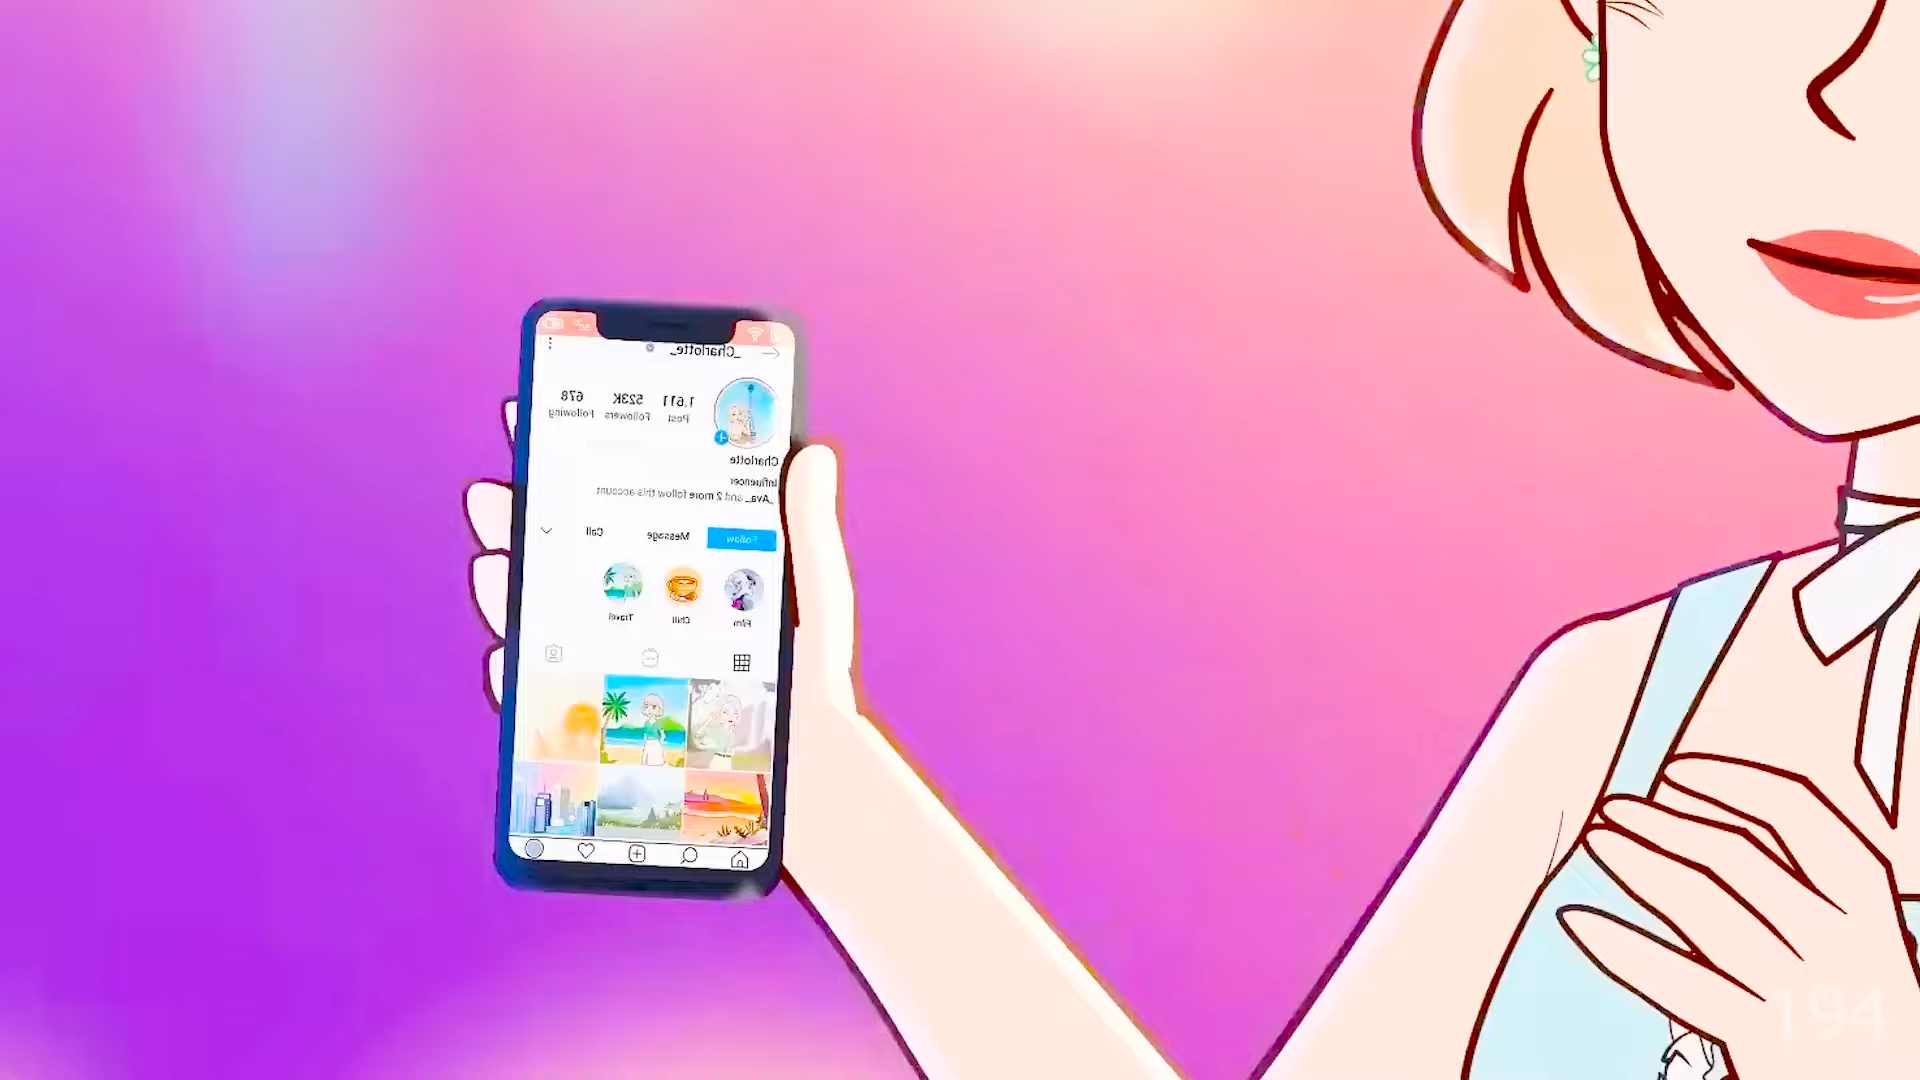 5G
_Charlotte_
1,611 523K 678
Post Followers Following
Charlotte
Influencer
_Ava_ and 2 more follow this account
Follow Message Call
Film Chill Travel
194